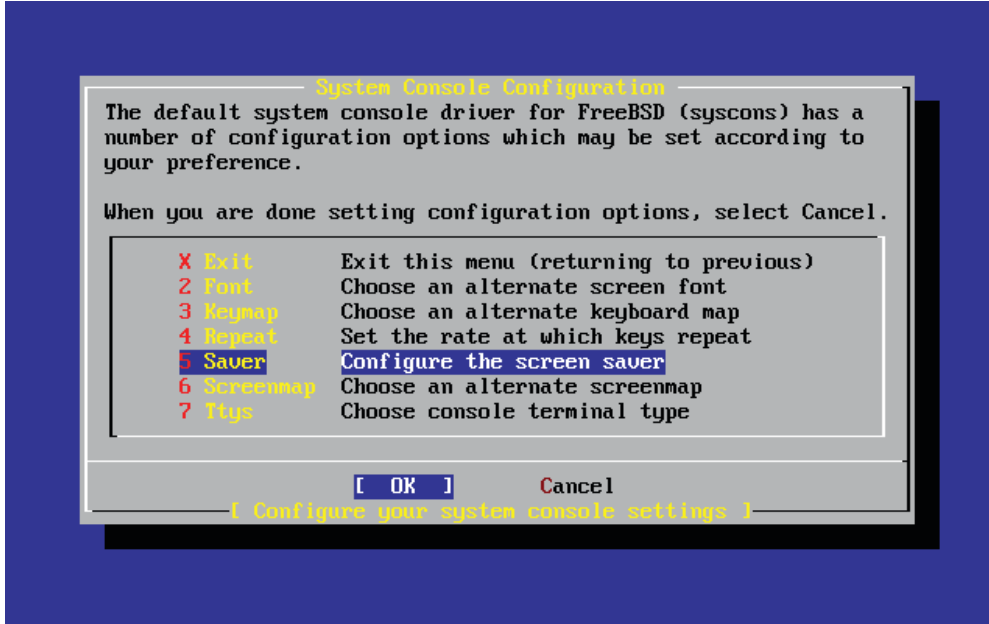 System Console Configuration
The default system console driver for FreeBSD (syscons) has a
number of configuration options which may be set according to
your preference.
When you are done setting configuration options, select Cancel.
X Exit Exit this menu (returning to previous)
2 Font Choose an alternate screen font
3 Keymap Choose an alternate keyboard map
4 Repeat Set the rate at which keys repeat
5 Saver Configure the screen saver
6 Screenmap Choose an alternate screenmap
7 Ttys Choose console terminal type
[ OK ] Cancel
[ Configure your system console settings ]